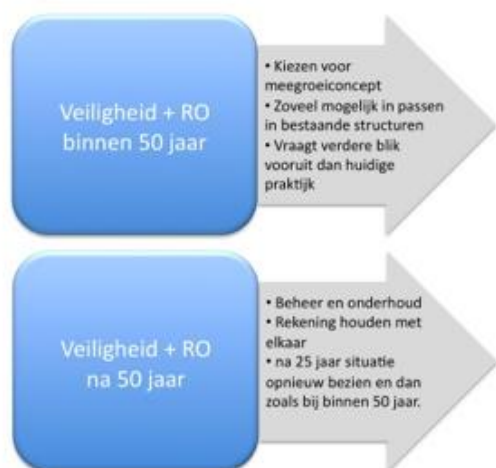 Veiligheid + RO
binnen 50 jaar
• Kiezen voor
meegroeiconcept
• Zoveel mogelijk in passen
in bestaande structuren
• Vraagt verdere blik
vooruit dan huidige
praktijk
Veiligheid + RO
na 50 jaar
• Beheer en onderhoud
• Rekening houden met
elkaar
• na 25 jaar situatie
opnieuw bezien en dan
zoals bij binnen 50 jaar.